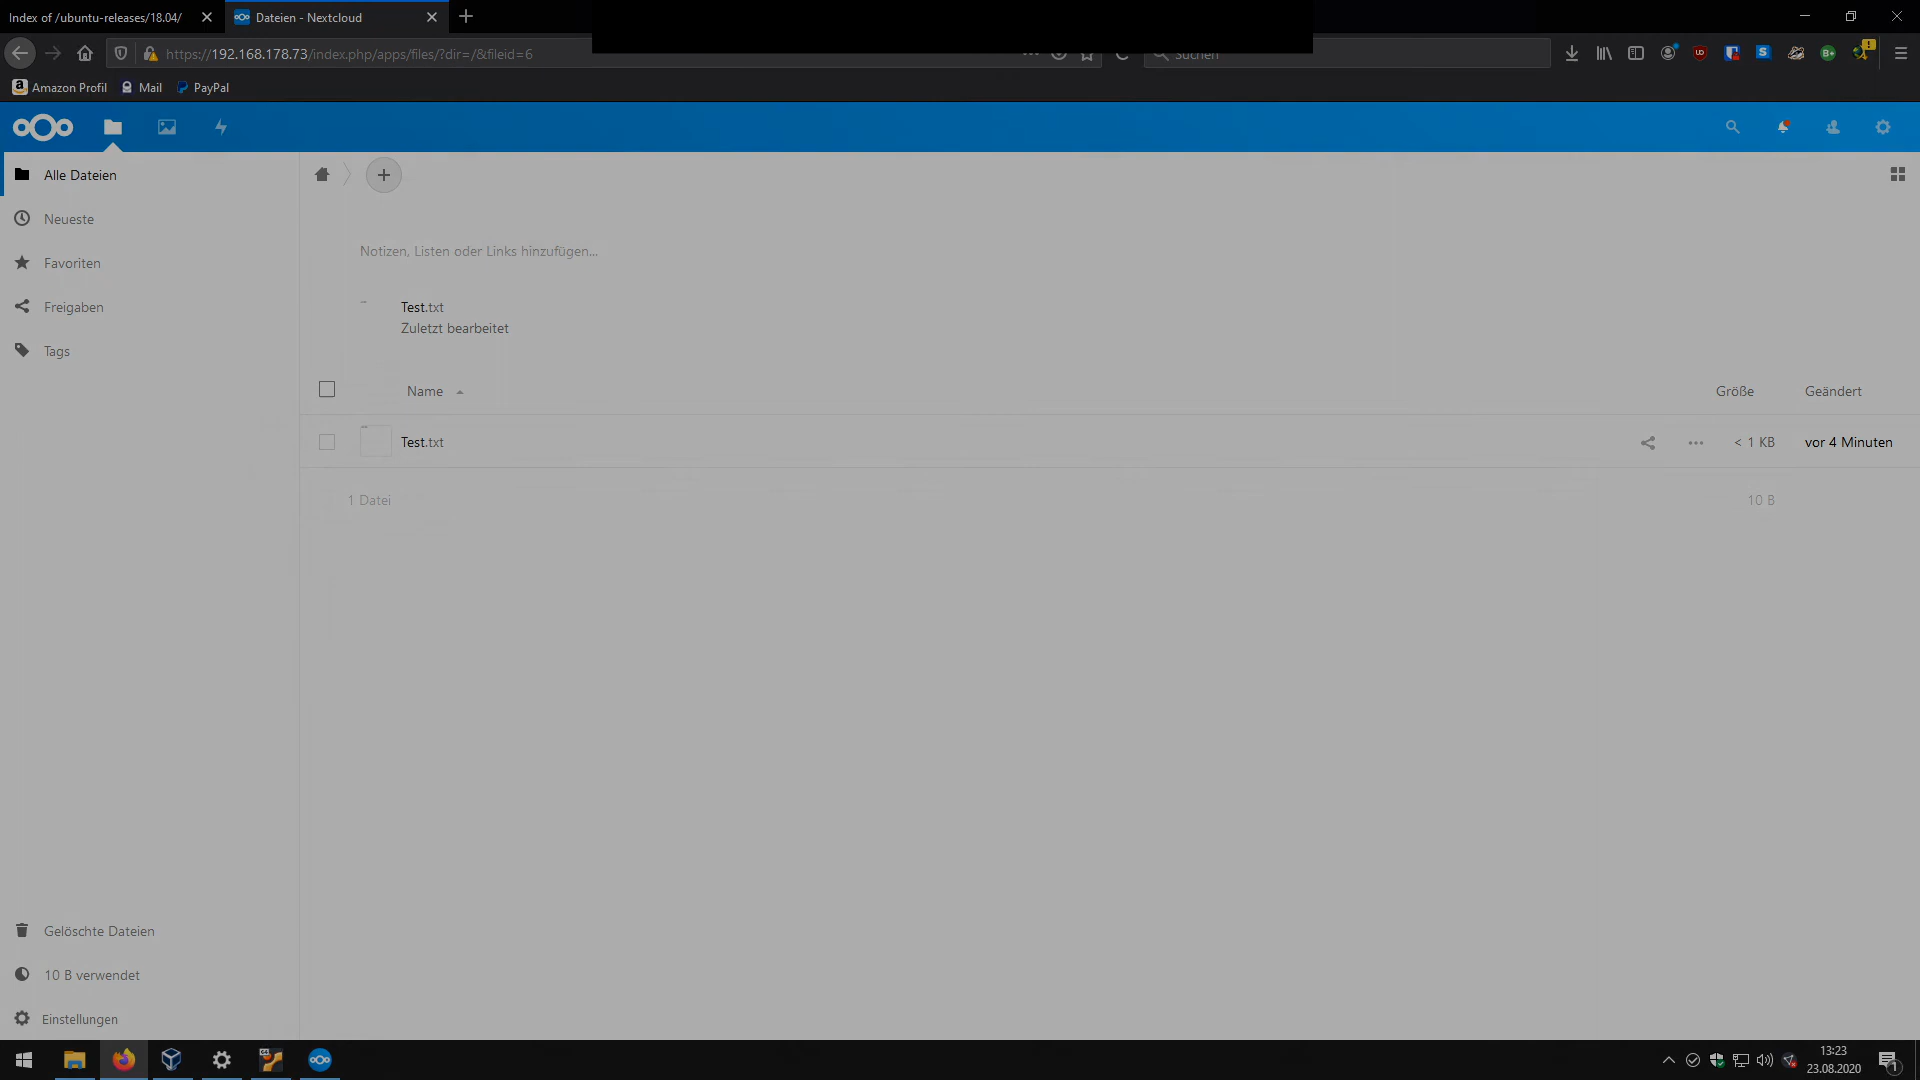 Index of /ubuntu-releases/18.04/
Dateien - Nextcloud
https://192.168.178.73/index.php/apps/files/?dir=/&fileid=6
Suchen
Amazon Profil
Mail
PayPal
Alle Dateien
Neueste
Favoriten
Freigaben
Tags
Notizen, Listen oder Links hinzufügen...
Test.txt
Zuletzt bearbeitet
Name
Größe
Geändert
Test.txt
< 1 KB
vor 4 Minuten
1 Datei
10 B
Gelöschte Dateien
10 B verwendet
Einstellungen
13:23
23.08.2020
1